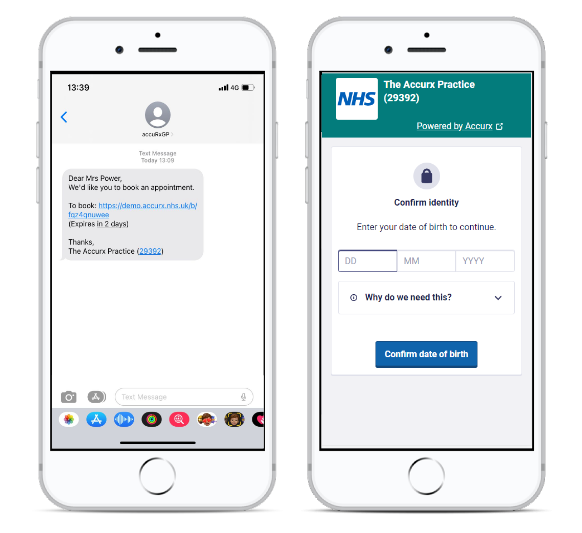 13:39
4G
accuRxGP
Text Message
Today 13:09
Dear Mrs Power,
We'd like you to book an appointment.
To book: https://demo.accurx.nhs.uk/b/
fqz4qnuwee
(Expires in 2 days)
Thanks,
The Accurx Practice (29392)
Text Message
NHS
The Accurx Practice
(29392)
Powered by Accurx
Confirm identity
Enter your date of birth to continue.
DD MM YYYY
Why do we need this?
Confirm date of birth